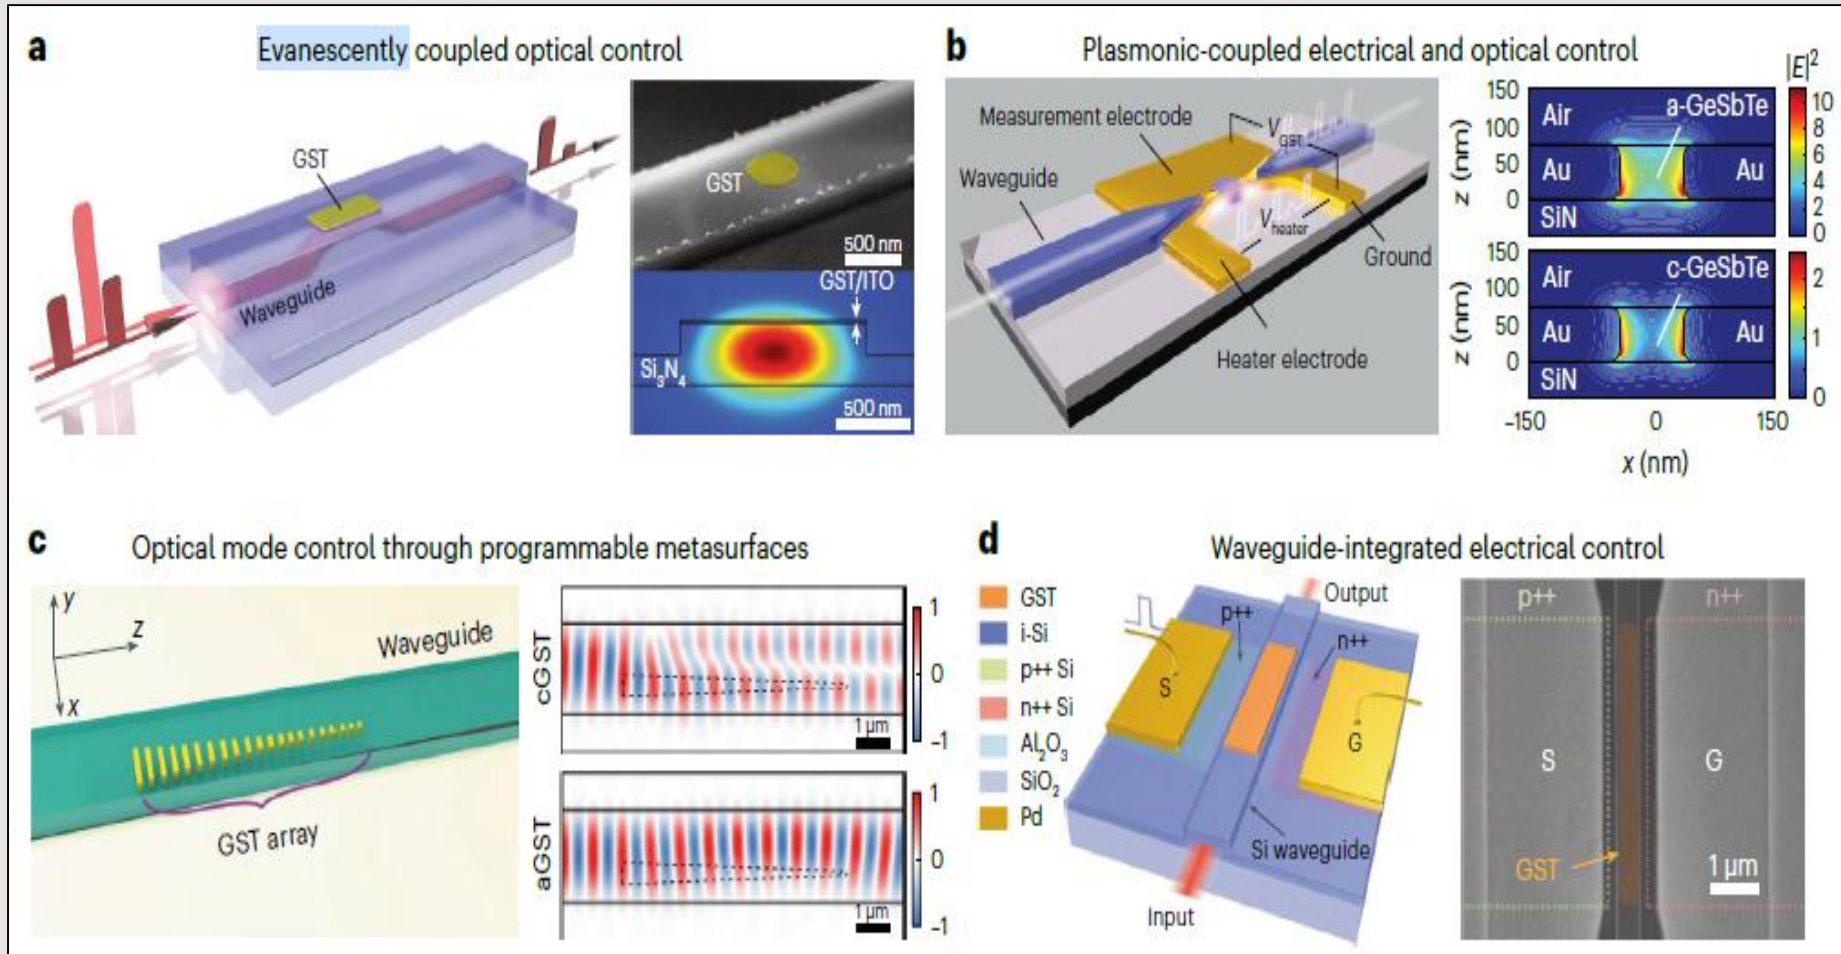 a
Evanescently coupled optical control
GST
Waveguide
GST
500 nm
GST/ITO
Si₃N₄
500 nm
b
Plasmonic-coupled electrical and optical control
Measurement electrode
V_GST
Waveguide
V_heater
Ground
Heater electrode
|E|²
150
100
50
0
z (nm)
Air
a-GeSbTe
Au
Au
SiN
10
8
6
4
2
0
150
100
50
0
z (nm)
Air
c-GeSbTe
Au
Au
SiN
2
1
0
–150
0
150
x (nm)
c
Optical mode control through programmable metasurfaces
y
z
x
Waveguide
GST array
cGST
1
0
–1
1 µm
aGST
1
0
–1
1 µm
d
Waveguide-integrated electrical control
GST
i-Si
p++ Si
n++ Si
Al₂O₃
SiO₂
Pd
Output
p++
n++
S
G
Si waveguide
Input
p++
n++
S
G
GST
1 µm